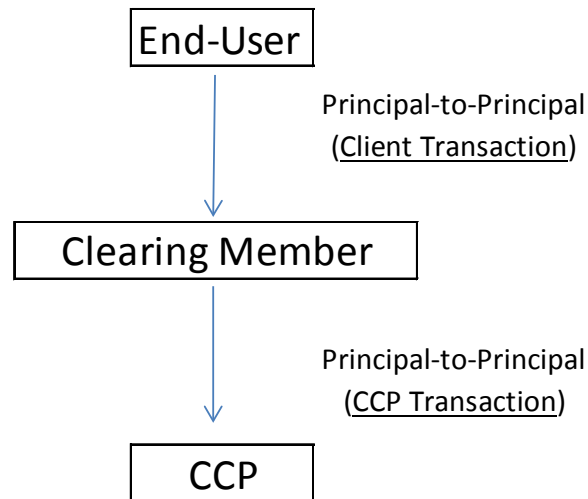 End-User
Principal-to-Principal
(Client Transaction)
Clearing Member
Principal-to-Principal
(CCP Transaction)
CCP